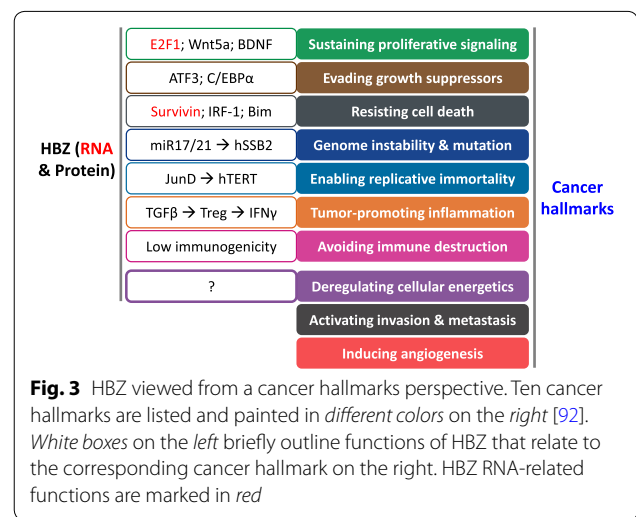 E2F1; Wnt5a; BDNF Sustaining proliferative signaling
ATF3; C/EBPα Evading growth suppressors
Survivin; IRF-1; Bim Resisting cell death
HBZ (RNA & Protein)
miR17/21 → hSSB2 Genome instability & mutation
JunD → hTERT Enabling replicative immortality
Cancer hallmarks
TGFβ → Treg → IFNγ Tumor-promoting inflammation
Low immunogenicity Avoiding immune destruction
? Deregulating cellular energetics
Activating invasion & metastasis
Inducing angiogenesis
Fig. 3 HBZ viewed from a cancer hallmarks perspective. Ten cancer
hallmarks are listed and painted in different colors on the right [92].
White boxes on the left briefly outline functions of HBZ that relate to
the corresponding cancer hallmark on the right. HBZ RNA-related
functions are marked in red